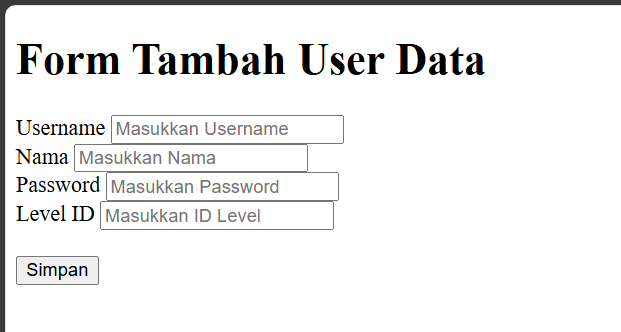 Form Tambah User Data
Username Masukkan Username
Nama Masukkan Nama
Password Masukkan Password
Level ID Masukkan ID Level
Simpan